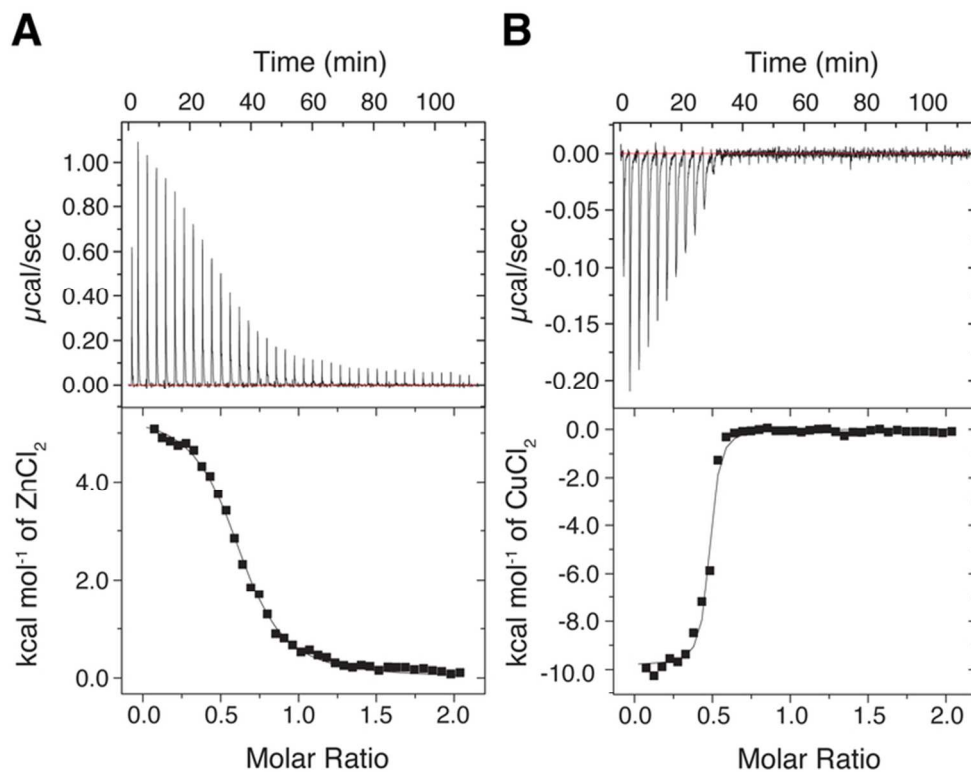 A
Time (min)
0 20 40 60 80 100
1.00
0.80
0.60
0.40
0.20
0.00
µcal/sec
4.0
2.0
0.0
kcal mol⁻¹ of ZnCl₂
0.0 0.5 1.0 1.5 2.0
Molar Ratio
B
Time (min)
0 20 40 60 80 100
0.00
-0.05
-0.10
-0.15
-0.20
µcal/sec
0.0
-2.0
-4.0
-6.0
-8.0
-10.0
kcal mol⁻¹ of CuCl₂
0.0 0.5 1.0 1.5 2.0
Molar Ratio